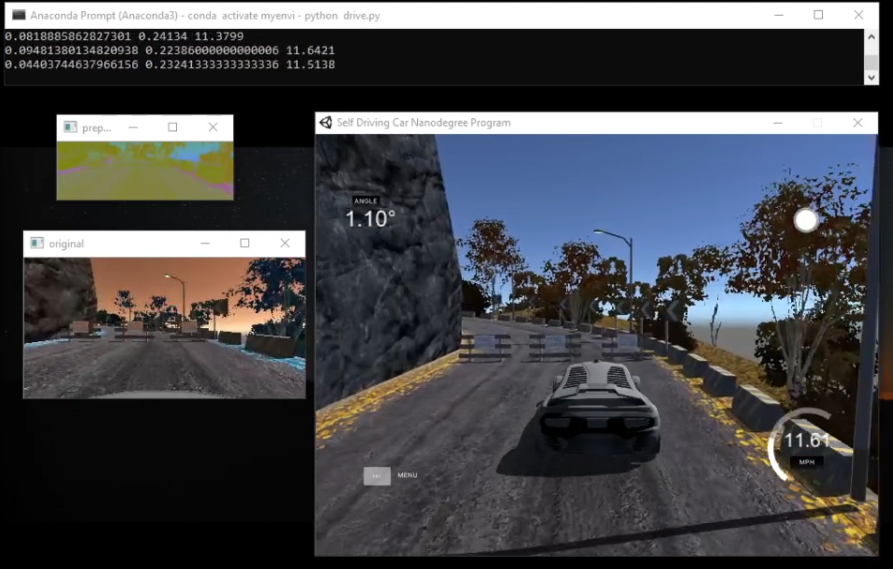 Anaconda Prompt (Anaconda3) - conda activate myenvi - python drive.py
0.0818885862827301 0.24134 11.3799
0.09481380134820938 0.22386000000000006 11.6421
0.04403744637966156 0.23241333333333336 11.5138
prep...
Self Driving Car Nanodegree Program
ANGLE
1.10°
original
11.61
MPH
MENU